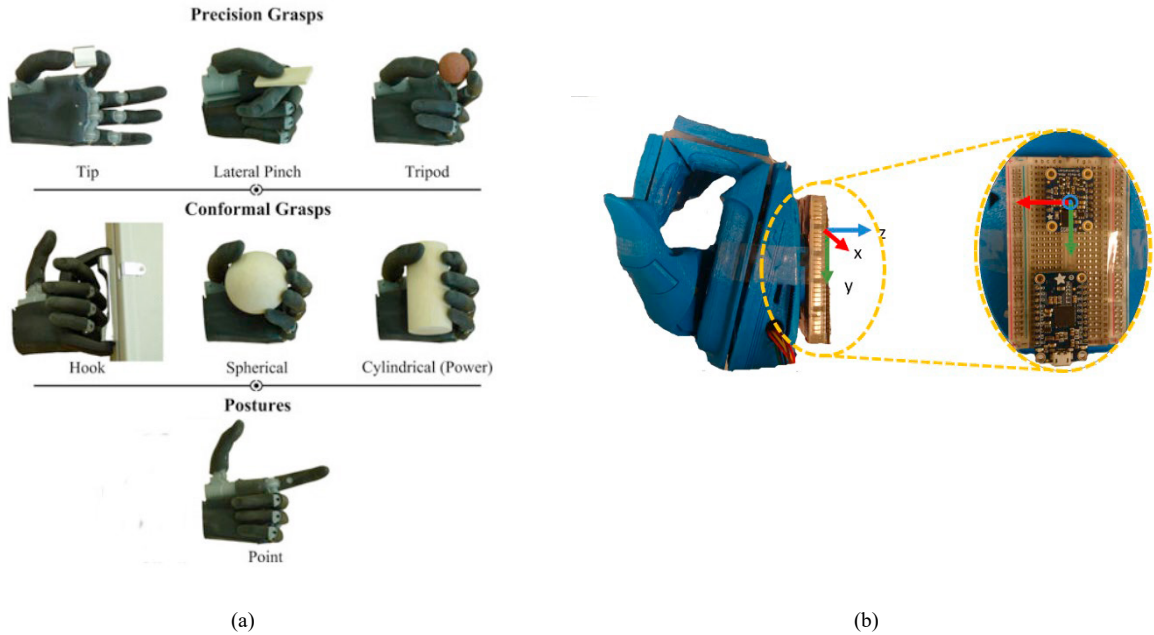 Precision Grasps
Tip
Lateral Pinch
Tripod
Conformal Grasps
Hook
Spherical
Cylindrical (Power)
Postures
Point
(a)
z
x
y
(b)